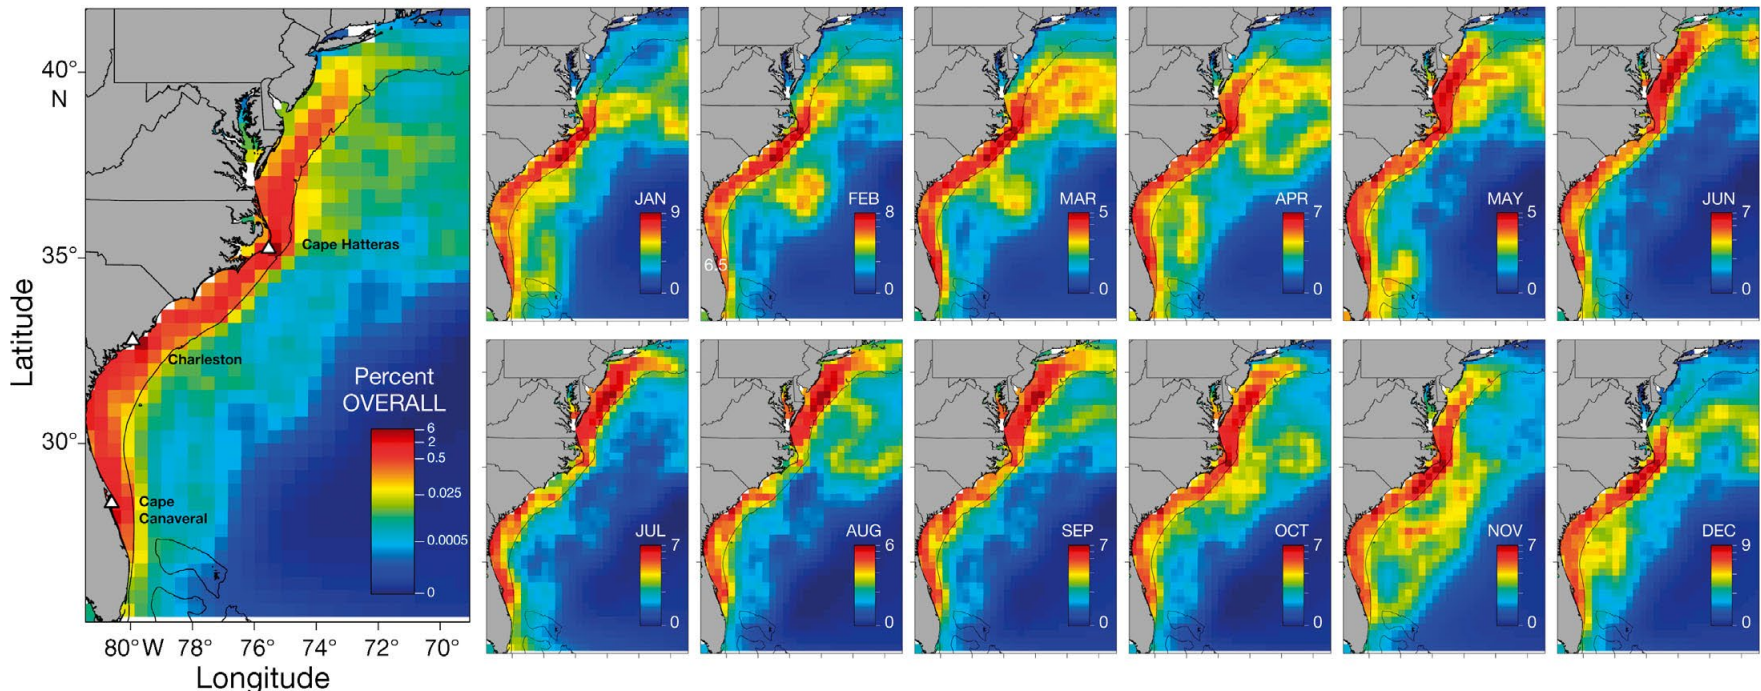 40°
N
35°
30°
Latitude
80°W 78° 76° 74° 72° 70°
Longitude
Cape Hatteras
Charleston
Cape
Canaveral
Percent
OVERALL
6
2
0.5
0.025
0.0005
0
JAN
9
0
FEB
8
0
6.5
MAR
5
0
APR
7
0
MAY
5
0
JUN
7
0
JUL
7
0
AUG
6
0
SEP
7
0
OCT
7
0
NOV
7
0
DEC
9
0